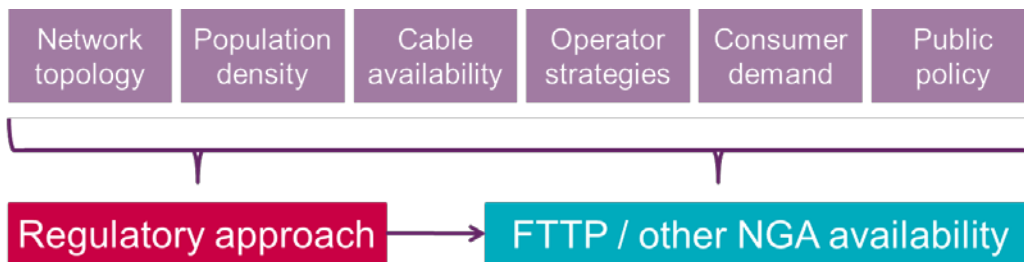 Network
topology
Population
density
Cable
availability
Operator
strategies
Consumer
demand
Public
policy
Regulatory approach
FTTP / other NGA availability